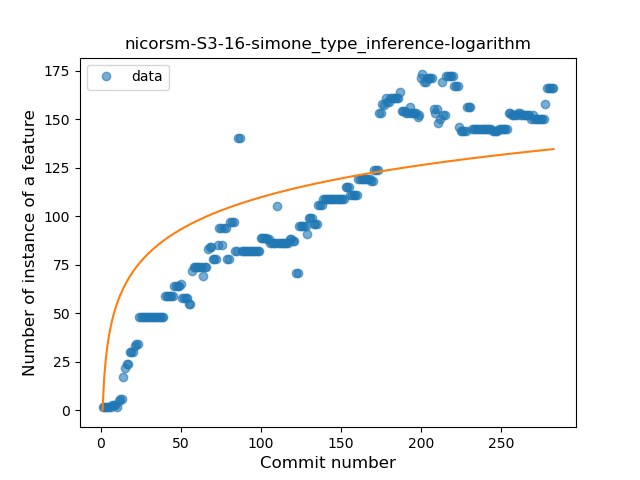 nicorsm-S3-16-simone_type_inference-logarithm
data
Number of instance of a feature
175
150
125
100
75
50
25
0
0 50 100 150 200 250
Commit number